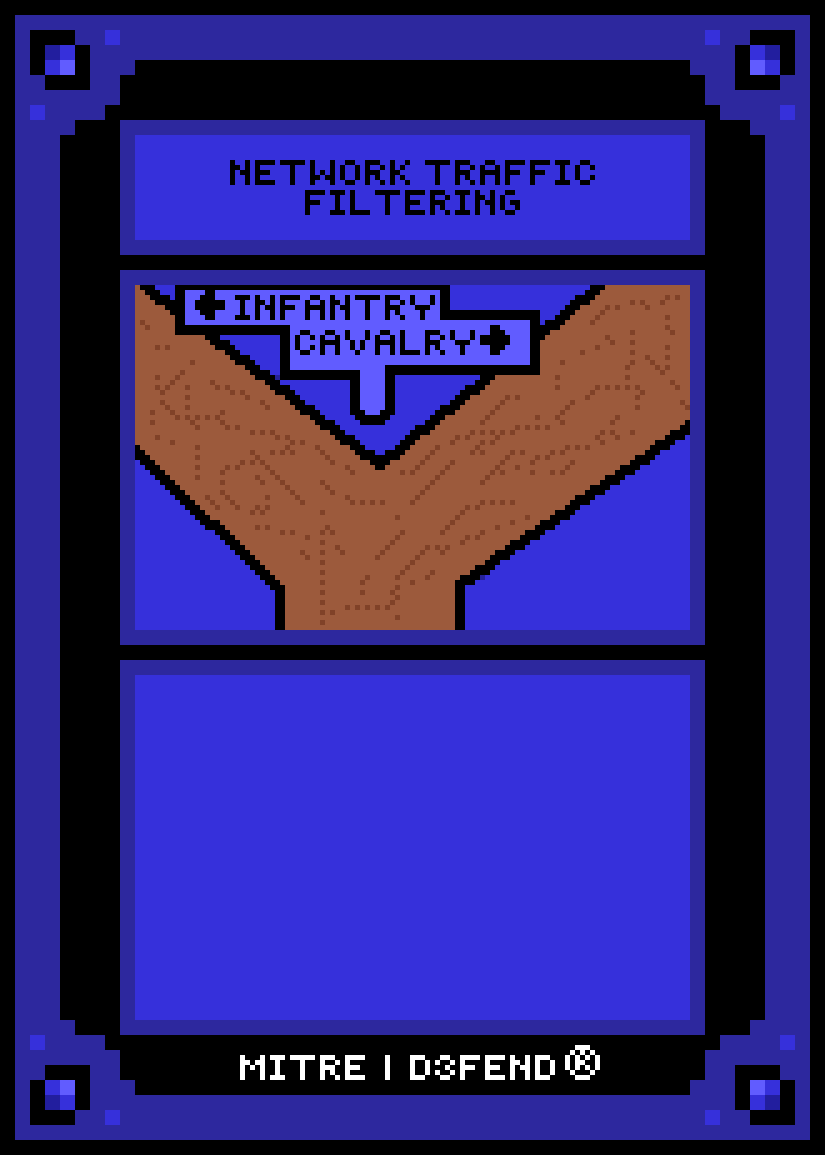 NETWORK TRAFFIC
FILTERING
INFANTRY
CAVALRY
MITRE | D3FEND®